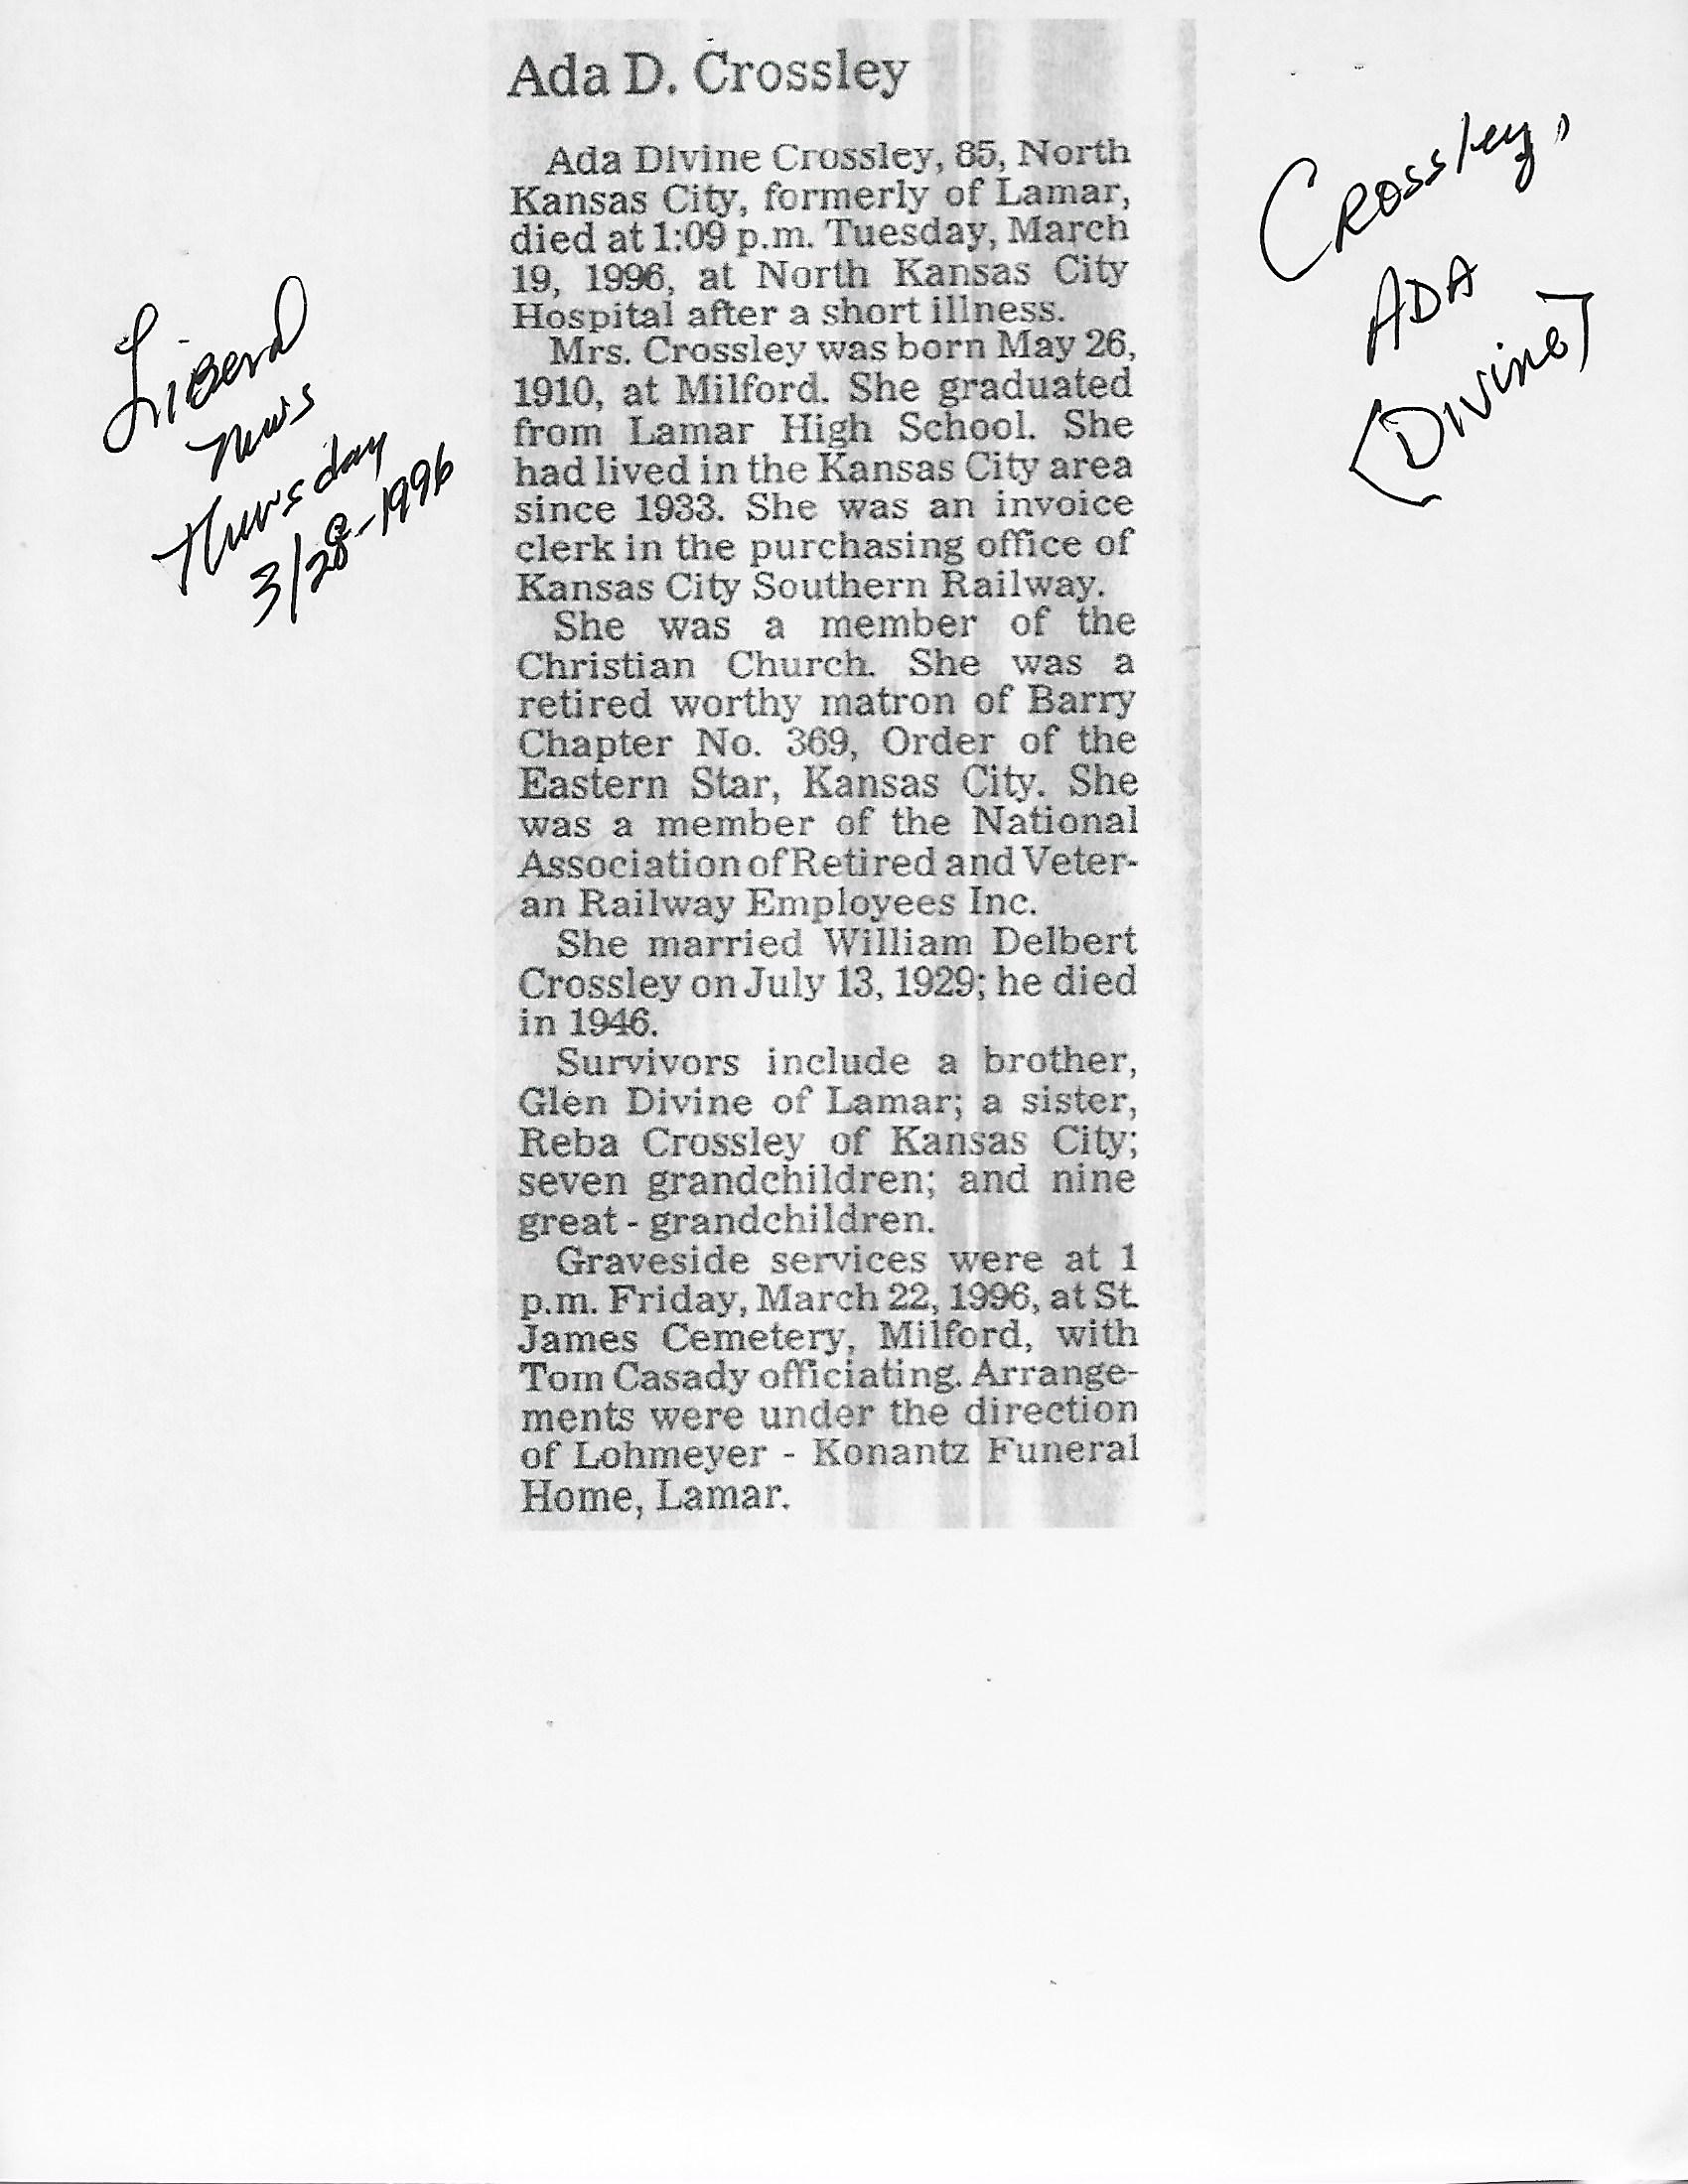 Ada D. Crossley
Ada Divine Crossley, 85, North
Kansas City, formerly of Lamar,
died at 1:09 p.m. Tuesday, March
19, 1996, at North Kansas City
Hospital after a short illness.
Mrs. Crossley was born May 26,
1910, at Milford. She graduated
from Lamar High School. She
had lived in the Kansas City area
since 1933. She was an invoice
clerk in the purchasing office of
Kansas City Southern Railway.
She was a member of the
Christian Church. She was a
retired worthy matron of Barry
Chapter No. 369, Order of the
Eastern Star, Kansas City. She
was a member of the National
Association of Retired and Veter-
an Railway Employees Inc.
She married William Delbert
Crossley on July 13, 1929; he died
in 1946.
Survivors include a brother,
Glen Divine of Lamar; a sister,
Reba Crossley of Kansas City;
seven grandchildren; and nine
great - grandchildren.
Graveside services were at 1
p.m. Friday, March 22, 1996, at St.
James Cemetery, Milford, with
Tom Casady officiating. Arrange-
ments were under the direction
of Lohmeyer - Konantz Funeral
Home, Lamar.
Liberal
News
Thursday
3/28-1996
Crossley,
ADA
(Divine)